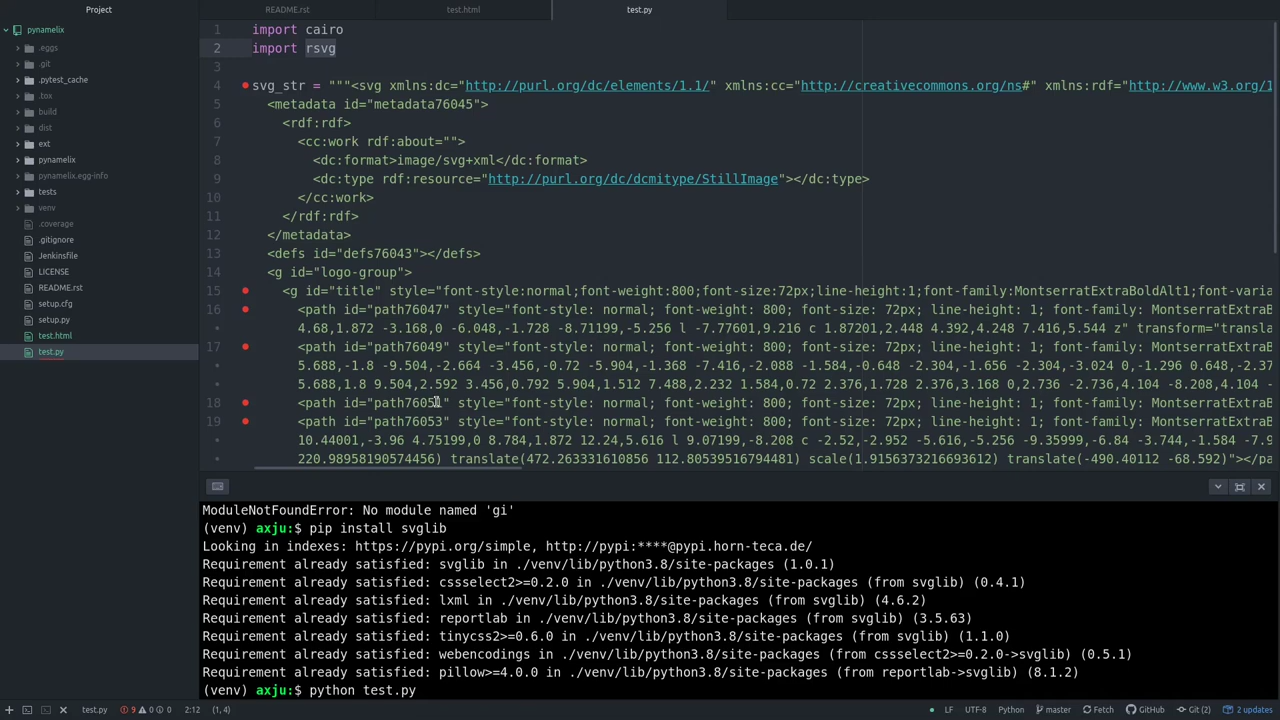 Project
pynamelix
.eggs
.git
.pytest_cache
.tox
build
dist
ext
pynamelix
pynamelix.egg-info
tests
venv
.coverage
.gitignore
Jenkinsfile
LICENSE
README.rst
setup.cfg
setup.py
test.html
test.py
README.rst test.html test.py
1 import cairo
2 import rsvg
3
4 svg_str = """<svg xmlns:dc="http://purl.org/dc/elements/1.1/" xmlns:cc="http://creativecommons.org/ns#" xmlns:rdf="http://www.w3.org/1
5 <metadata id="metadata76045">
6 <rdf:rdf>
7 <cc:work rdf:about="">
8 <dc:format>image/svg+xml</dc:format>
9 <dc:type rdf:resource="http://purl.org/dc/dcmitype/StillImage"></dc:type>
10 </cc:work>
11 </rdf:rdf>
12 </metadata>
13 <defs id="defs76043"></defs>
14 <g id="logo-group">
15 <g id="title" style="font-style:normal;font-weight:800;font-size:72px;line-height:1;font-family:MontserratExtraBoldAlt1;font-varia
16 <path id="path76047" style="font-style: normal; font-weight: 800; font-size: 72px; line-height: 1; font-family: MontserratExtraB
4.68,1.872 -3.168,0 -6.048,-1.728 -8.71199,-5.256 l -7.77601,9.216 c 1.87201,2.448 4.392,4.248 7.416,5.544 z" transform="transla
17 <path id="path76049" style="font-style: normal; font-weight: 800; font-size: 72px; line-height: 1; font-family: MontserratExtraB
5.688,-1.8 -9.504,-2.664 -3.456,-0.72 -5.904,-1.368 -7.416,-2.088 -1.584,-0.648 -2.304,-1.656 -2.304,-3.024 0,-1.296 0.648,-2.37
5.688,1.8 9.504,2.592 3.456,0.792 5.904,1.512 7.488,2.232 1.584,0.72 2.376,1.728 2.376,3.168 0,2.736 -2.736,4.104 -8.208,4.104 -
18 <path id="path76051" style="font-style: normal; font-weight: 800; font-size: 72px; line-height: 1; font-family: MontserratExtraB
19 <path id="path76053" style="font-style: normal; font-weight: 800; font-size: 72px; line-height: 1; font-family: MontserratExtraB
10.44001,-3.96 4.75199,0 8.784,1.872 12.24,5.616 l 9.07199,-8.208 c -2.52,-2.952 -5.616,-5.256 -9.35999,-6.84 -3.744,-1.584 -7.9
220.98958190574456) translate(472.263331610856 112.80539516794481) scale(1.9156373216693612) translate(-490.40112 -68.592)"></pa
ModuleNotFoundError: No module named 'gi'
(venv) axju:$ pip install svglib
Looking in indexes: https://pypi.org/simple, http://pypi:****@pypi.horn-teca.de/
Requirement already satisfied: svglib in ./venv/lib/python3.8/site-packages (1.0.1)
Requirement already satisfied: cssselect2>=0.2.0 in ./venv/lib/python3.8/site-packages (from svglib) (0.4.1)
Requirement already satisfied: lxml in ./venv/lib/python3.8/site-packages (from svglib) (4.6.2)
Requirement already satisfied: reportlab in ./venv/lib/python3.8/site-packages (from svglib) (3.5.63)
Requirement already satisfied: tinycss2>=0.6.0 in ./venv/lib/python3.8/site-packages (from svglib) (1.1.0)
Requirement already satisfied: webencodings in ./venv/lib/python3.8/site-packages (from cssselect2>=0.2.0->svglib) (0.5.1)
Requirement already satisfied: pillow>=4.0.0 in ./venv/lib/python3.8/site-packages (from reportlab->svglib) (8.1.2)
(venv) axju:$ python test.py
test.py 9 0 0 2:12 (1, 4) LF UTF-8 Python master Fetch GitHub Git (2) 2 updates